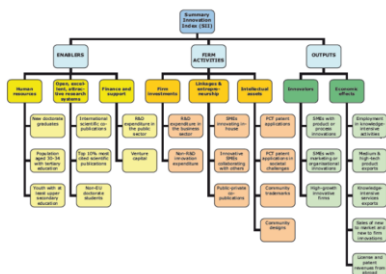 Summary
Innovation
Index (SII)
ENABLERS
FIRM
ACTIVITIES
OUTPUTS
Human
resources
Open, excel-
lent, attrac-
tive research
systems
Finance and
support
Firm
investments
Linkages &
entrepre-
neurship
Intellectual
assets
Innovators
Economic
effects
New doctorate
graduates
Population
aged 30-34
with tertiary
education
Youth with at
least upper
secondary
education
International
scientific co-
publications
Top 10% most
cited scientific
publications
Non-EU
doctorate
students
R&D
expenditure in
the public
sector
Venture
capital
R&D
expenditure in
the business
sector
Non-R&D
innovation
expenditure
SMEs
innovating in-
house
Innovative
SMEs
collaborating
with others
Public-private
co-
publications
PCT patent
applications
PCT patent
applications in
societal
challenges
Community
trademarks
Community
designs
SMEs with
product or
process
innovations
SMEs with
marketing or
organisational
innovations
High-growth
innovative
firms
Employment in
knowledge-
intensive
activities
Medium &
high-tech
product
exports
Knowledge-
intensive
services
exports
Sales of new
to market and
new to firm
innovations
License and
patent
revenues from
abroad